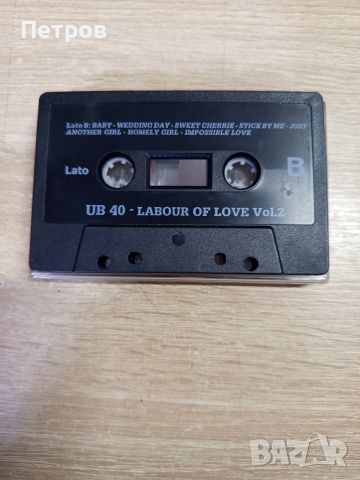 Петров
Lato B: BABY - WEDDING DAY - SWEET CHERRIE - STICK BY ME - JUST
ANOTHER GIRL - HOMELY GIRL - IMPOSSIBLE LOVE
Lato
B
UB 40 - LABOUR OF LOVE Vol.2
BAZAR